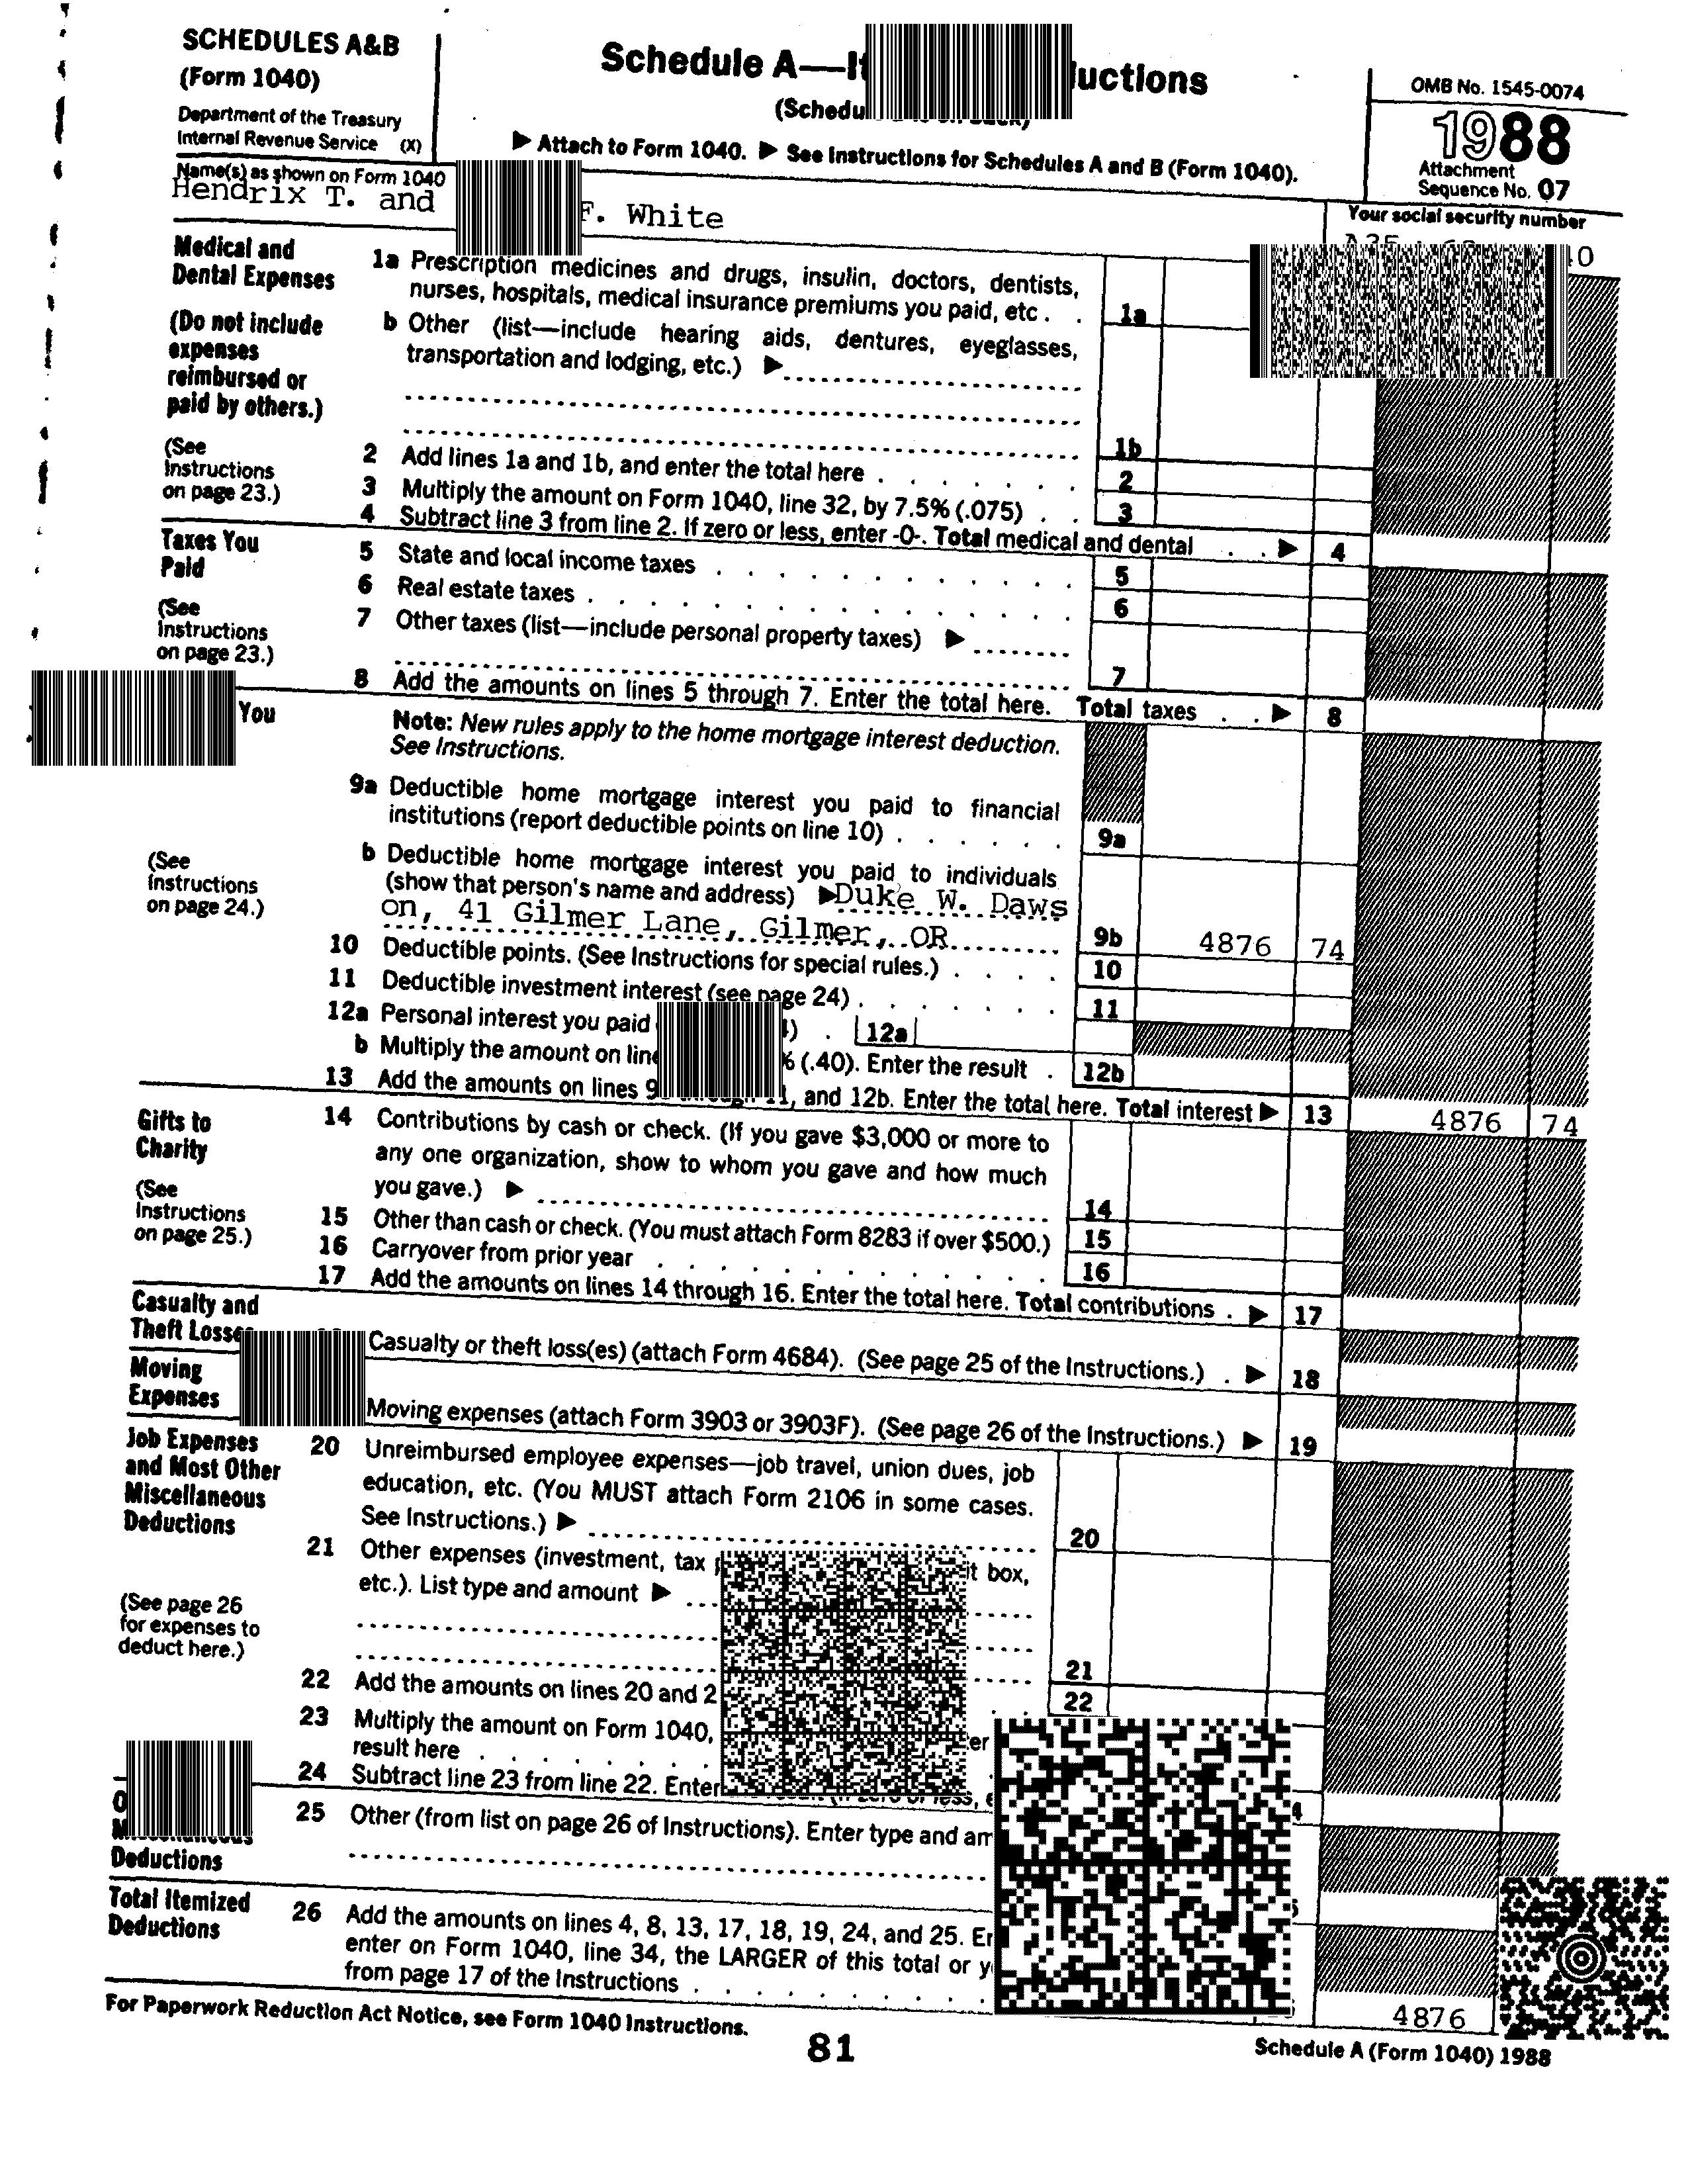 SCHEDULES A&B
(Form 1040)
Department of the Treasury
Internal Revenue Service (X)
Schedule A—It uctions
(Schedu
▶ Attach to Form 1040. ▶ See Instructions for Schedules A and B (Form 1040).
OMB No. 1545-0074
1988
Attachment
Sequence No. 07
Name(s) as shown on Form 1040
Hendrix T. and F. White
Your social security number
Medical and
Dental Expenses
(Do not include
expenses
reimbursed or
paid by others.)
(See
Instructions
on page 23.)
1a Prescription medicines and drugs, insulin, doctors, dentists,
nurses, hospitals, medical insurance premiums you paid, etc . . 1a
b Other (list—include hearing aids, dentures, eyeglasses,
transportation and lodging, etc.) ▶
1b
2 Add lines 1a and 1b, and enter the total here . . . . . . . 2
3 Multiply the amount on Form 1040, line 32, by 7.5% (.075) . . 3
4 Subtract line 3 from line 2. If zero or less, enter -0-. Total medical and dental . . ▶ 4
Taxes You
Paid
(See
Instructions
on page 23.)
5 State and local income taxes . . . . . . . . . . . . 5
6 Real estate taxes . . . . . . . . . . . . . . . 6
7 Other taxes (list—include personal property taxes) ▶
7
8 Add the amounts on lines 5 through 7. Enter the total here. Total taxes . . ▶ 8
You
(See
Instructions
on page 24.)
Note: New rules apply to the home mortgage interest deduction.
See Instructions.
9a Deductible home mortgage interest you paid to financial
institutions (report deductible points on line 10) . . . . . . 9a
b Deductible home mortgage interest you paid to individuals
(show that person's name and address) ▶Duke W. Daws
on, 41 Gilmer Lane, Gilmer, OR 9b 4876 74
10 Deductible points. (See Instructions for special rules.) . . . . 10
11 Deductible investment interest (see page 24) . . . . . . . 11
12a Personal interest you paid ) . 12a
b Multiply the amount on line % (.40). Enter the result . 12b
13 Add the amounts on lines 9 11, and 12b. Enter the total here. Total interest ▶ 13 4876 74
Gifts to
Charity
(See
Instructions
on page 25.)
14 Contributions by cash or check. (If you gave $3,000 or more to
any one organization, show to whom you gave and how much
you gave.) ▶
14
15 Other than cash or check. (You must attach Form 8283 if over $500.) 15
16 Carryover from prior year . . . . . . . . . . . . . 16
17 Add the amounts on lines 14 through 16. Enter the total here. Total contributions . ▶ 17
Casualty and
Theft Losse
Casualty or theft loss(es) (attach Form 4684). (See page 25 of the Instructions.) . ▶ 18
Moving
Expenses
Moving expenses (attach Form 3903 or 3903F). (See page 26 of the Instructions.) ▶ 19
Job Expenses
and Most Other
Miscellaneous
Deductions
(See page 26
for expenses to
deduct here.)
20 Unreimbursed employee expenses—job travel, union dues, job
education, etc. (You MUST attach Form 2106 in some cases.
See Instructions.) ▶
20
21 Other expenses (investment, tax it box,
etc.). List type and amount ▶
21
22 Add the amounts on lines 20 and 2 22
23 Multiply the amount on Form 1040, er
result here . . . . . . .
24 Subtract line 23 from line 22. Enter
Deductions
25 Other (from list on page 26 of Instructions). Enter type and am
Total Itemized
Deductions
26 Add the amounts on lines 4, 8, 13, 17, 18, 19, 24, and 25. En
enter on Form 1040, line 34, the LARGER of this total or y
from page 17 of the Instructions . . . . . . . . .
4876
For Paperwork Reduction Act Notice, see Form 1040 Instructions.
81
Schedule A (Form 1040) 1988